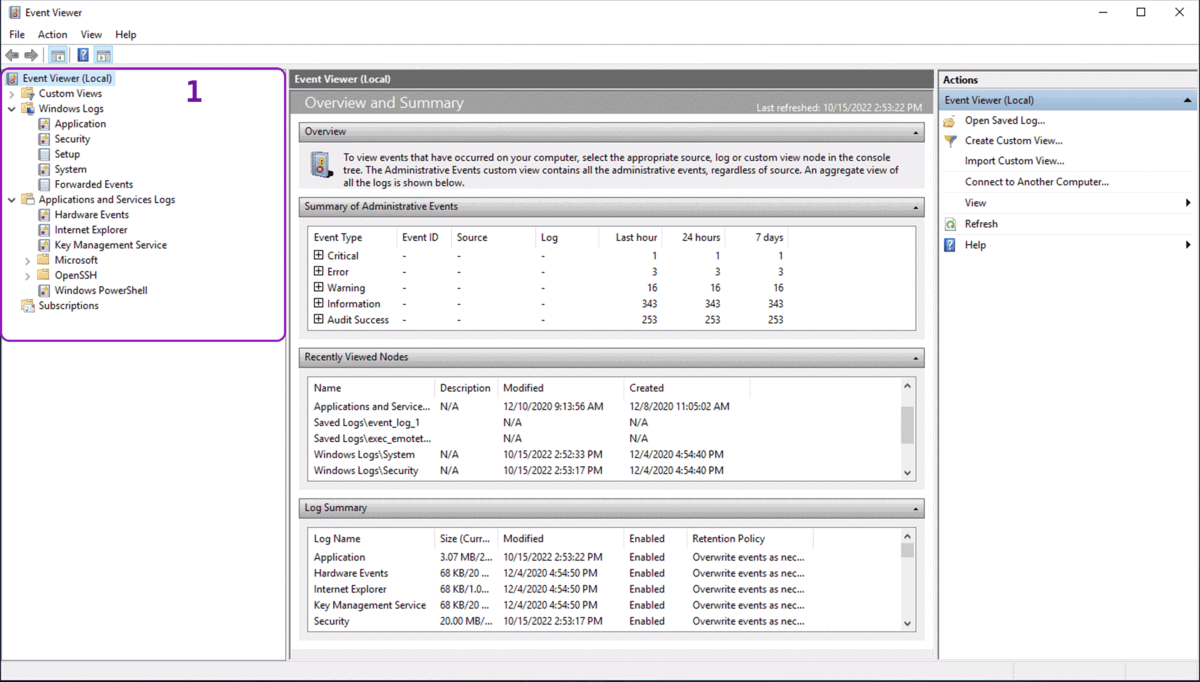 Event Viewer
File Action View Help
Event Viewer (Local)
Custom Views
Windows Logs
Application
Security
Setup
System
Forwarded Events
Applications and Services Logs
Hardware Events
Internet Explorer
Key Management Service
Microsoft
OpenSSH
Windows PowerShell
Subscriptions
1
Event Viewer (Local)
Overview and Summary Last refreshed: 10/15/2022 2:53:22 PM
Overview
To view events that have occurred on your computer, select the appropriate source, log or custom view node in the console
tree. The Administrative Events custom view contains all the administrative events, regardless of source. An aggregate view of
all the logs is shown below.
Summary of Administrative Events
Event Type Event ID Source Log Last hour 24 hours 7 days
Critical - - - 1 1 1
Error - - - 3 3 3
Warning - - - 16 16 16
Information - - - 343 343 343
Audit Success - - - 253 253 253
Recently Viewed Nodes
Name Description Modified Created
Applications and Service... N/A 12/10/2020 9:13:56 AM 12/8/2020 11:05:02 AM
Saved Logs\event_log_1 N/A N/A
Saved Logs\exec_emotet... N/A N/A
Windows Logs\System N/A 10/15/2022 2:52:33 PM 12/4/2020 4:54:40 PM
Windows Logs\Security N/A 10/15/2022 2:53:17 PM 12/4/2020 4:54:40 PM
Log Summary
Log Name Size (Curr... Modified Enabled Retention Policy
Application 3.07 MB/2... 10/15/2022 2:53:22 PM Enabled Overwrite events as nec...
Hardware Events 68 KB/20 ... 12/4/2020 4:54:50 PM Enabled Overwrite events as nec...
Internet Explorer 68 KB/1.0... 12/4/2020 4:54:50 PM Enabled Overwrite events as nec...
Key Management Service 68 KB/20 ... 12/4/2020 4:54:50 PM Enabled Overwrite events as nec...
Security 20.00 MB/... 10/15/2022 2:53:17 PM Enabled Overwrite events as nec...
Actions
Event Viewer (Local)
Open Saved Log...
Create Custom View...
Import Custom View...
Connect to Another Computer...
View
Refresh
Help